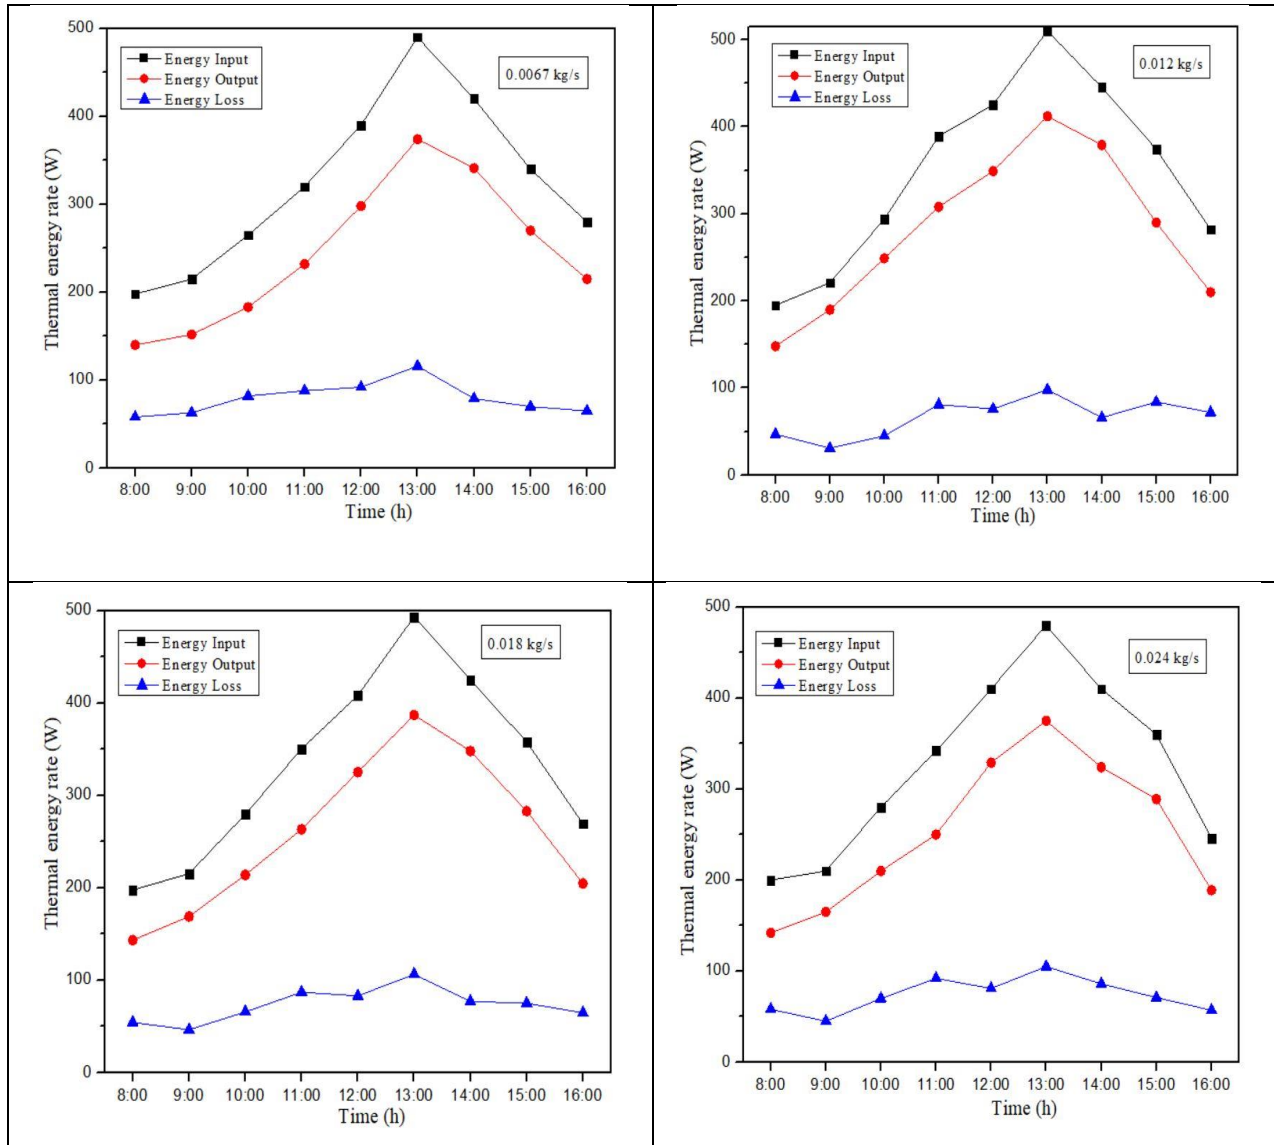 500
400
300
200
100
0
Thermal energy rate (W)
Energy Input
Energy Output
Energy Loss
0.0067 kg/s
8:00 9:00 10:00 11:00 12:00 13:00 14:00 15:00 16:00
Time (h)
500
400
300
200
100
0
Thermal energy rate (W)
Energy Input
Energy Output
Energy Loss
0.012 kg/s
8:00 9:00 10:00 11:00 12:00 13:00 14:00 15:00 16:00
Time (h)
500
400
300
200
100
0
Thermal energy rate (W)
Energy Input
Energy Output
Energy Loss
0.018 kg/s
8:00 9:00 10:00 11:00 12:00 13:00 14:00 15:00 16:00
Time (h)
500
400
300
200
100
0
Thermal energy rate (W)
Energy Input
Energy Output
Energy Loss
0.024 kg/s
8:00 9:00 10:00 11:00 12:00 13:00 14:00 15:00 16:00
Time (h)